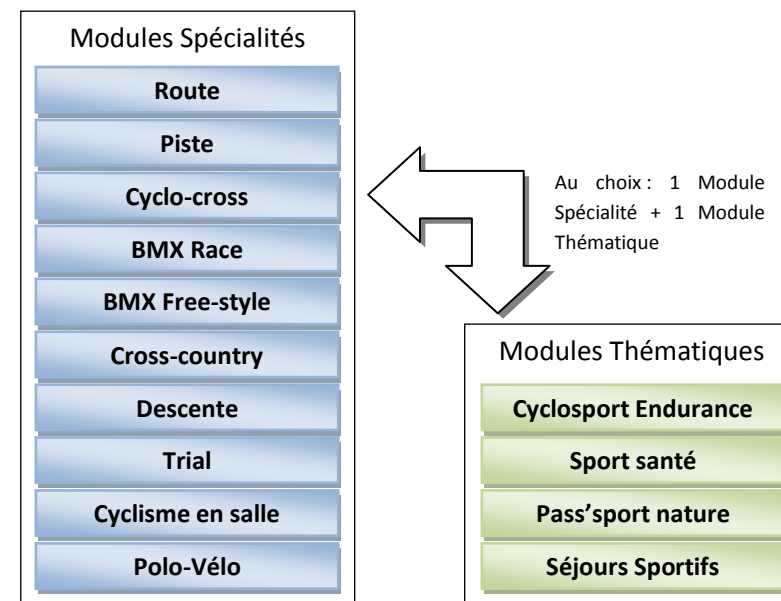 Modules Spécialités
Route
Piste
Cyclo-cross
BMX Race
BMX Free-style
Cross-country
Descente
Trial
Cyclisme en salle
Polo-Vélo
Au choix : 1 Module
Spécialité + 1 Module
Thématique
Modules Thématiques
Cyclosport Endurance
Sport santé
Pass’sport nature
Séjours Sportifs